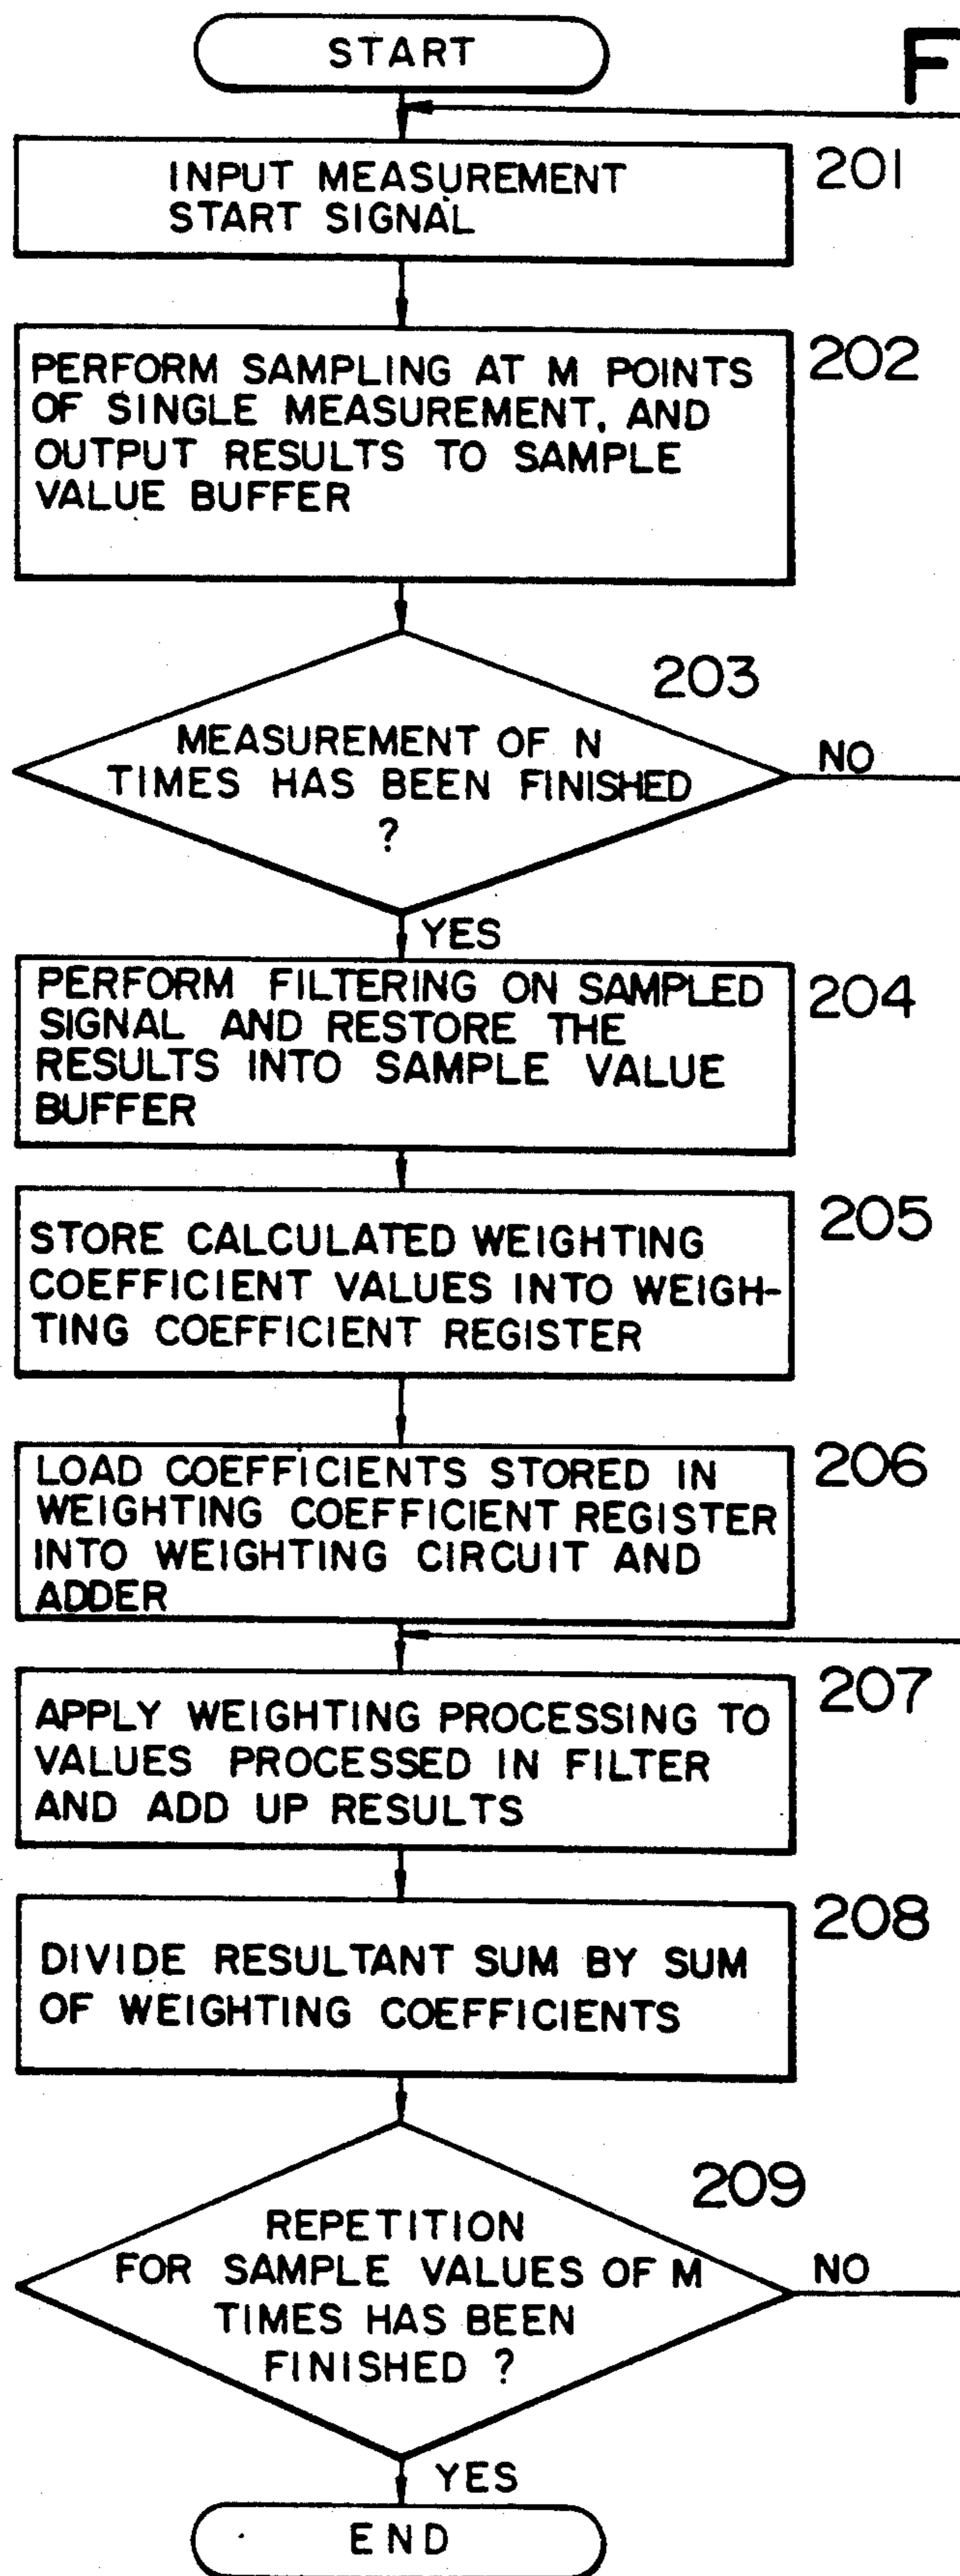 START
F
INPUT MEASUREMENT
START SIGNAL
201
PERFORM SAMPLING AT M POINTS
OF SINGLE MEASUREMENT, AND
OUTPUT RESULTS TO SAMPLE
VALUE BUFFER
202
203
MEASUREMENT OF N
TIMES HAS BEEN FINISHED
?
NO
YES
PERFORM FILTERING ON SAMPLED
SIGNAL AND RESTORE THE
RESULTS INTO SAMPLE VALUE
BUFFER
204
STORE CALCULATED WEIGHTING
COEFFICIENT VALUES INTO WEIGH-
TING COEFFICIENT REGISTER
205
LOAD COEFFICIENTS STORED IN
WEIGHTING COEFFICIENT REGISTER
INTO WEIGHTING CIRCUIT AND
ADDER
206
APPLY WEIGHTING PROCESSING TO
VALUES PROCESSED IN FILTER
AND ADD UP RESULTS
207
DIVIDE RESULTANT SUM BY SUM
OF WEIGHTING COEFFICIENTS
208
209
REPETITION
FOR SAMPLE VALUES OF M
TIMES HAS BEEN
FINISHED ?
NO
YES
END